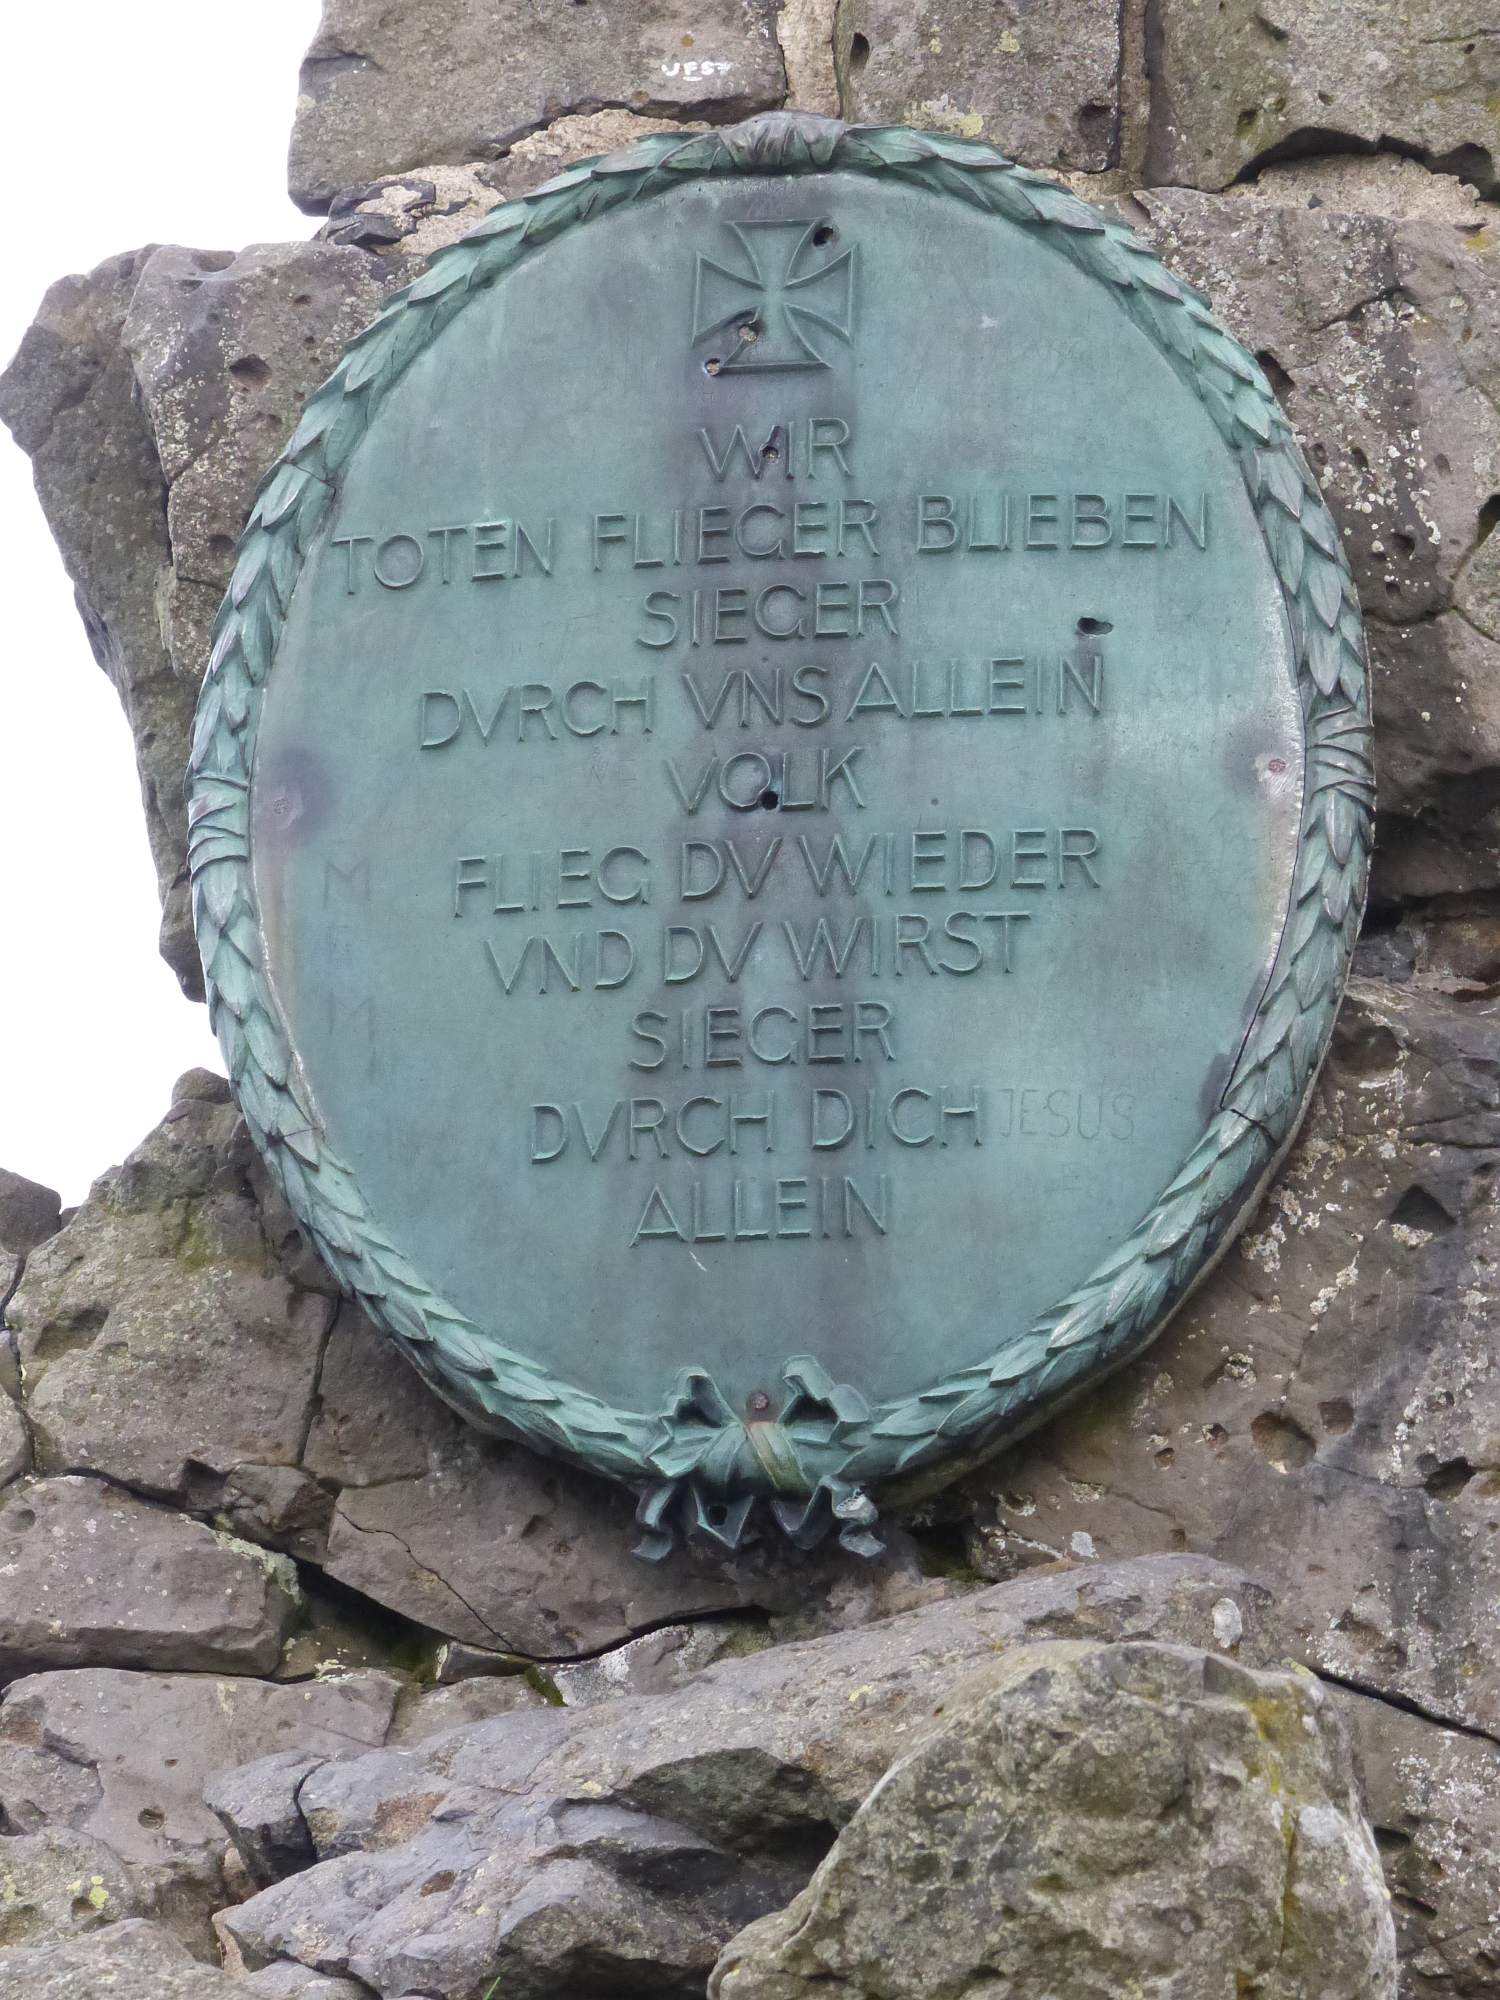 UFS7
WIR
TOTEN FLIEGER BLIEBEN
SIEGER
DVRCH VNS ALLEIN
VOLK
FLIEG DV WIEDER
VND DV WIRST
SIEGER
DVRCH DICH JESUS
ALLEIN
M
M